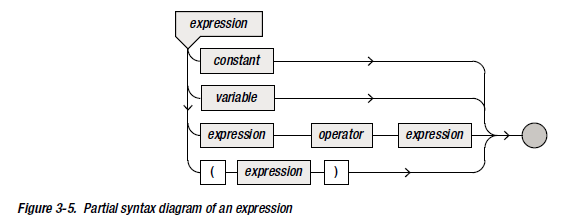 expression
constant
variable
expression operator expression
( expression )
Figure 3-5. Partial syntax diagram of an expression